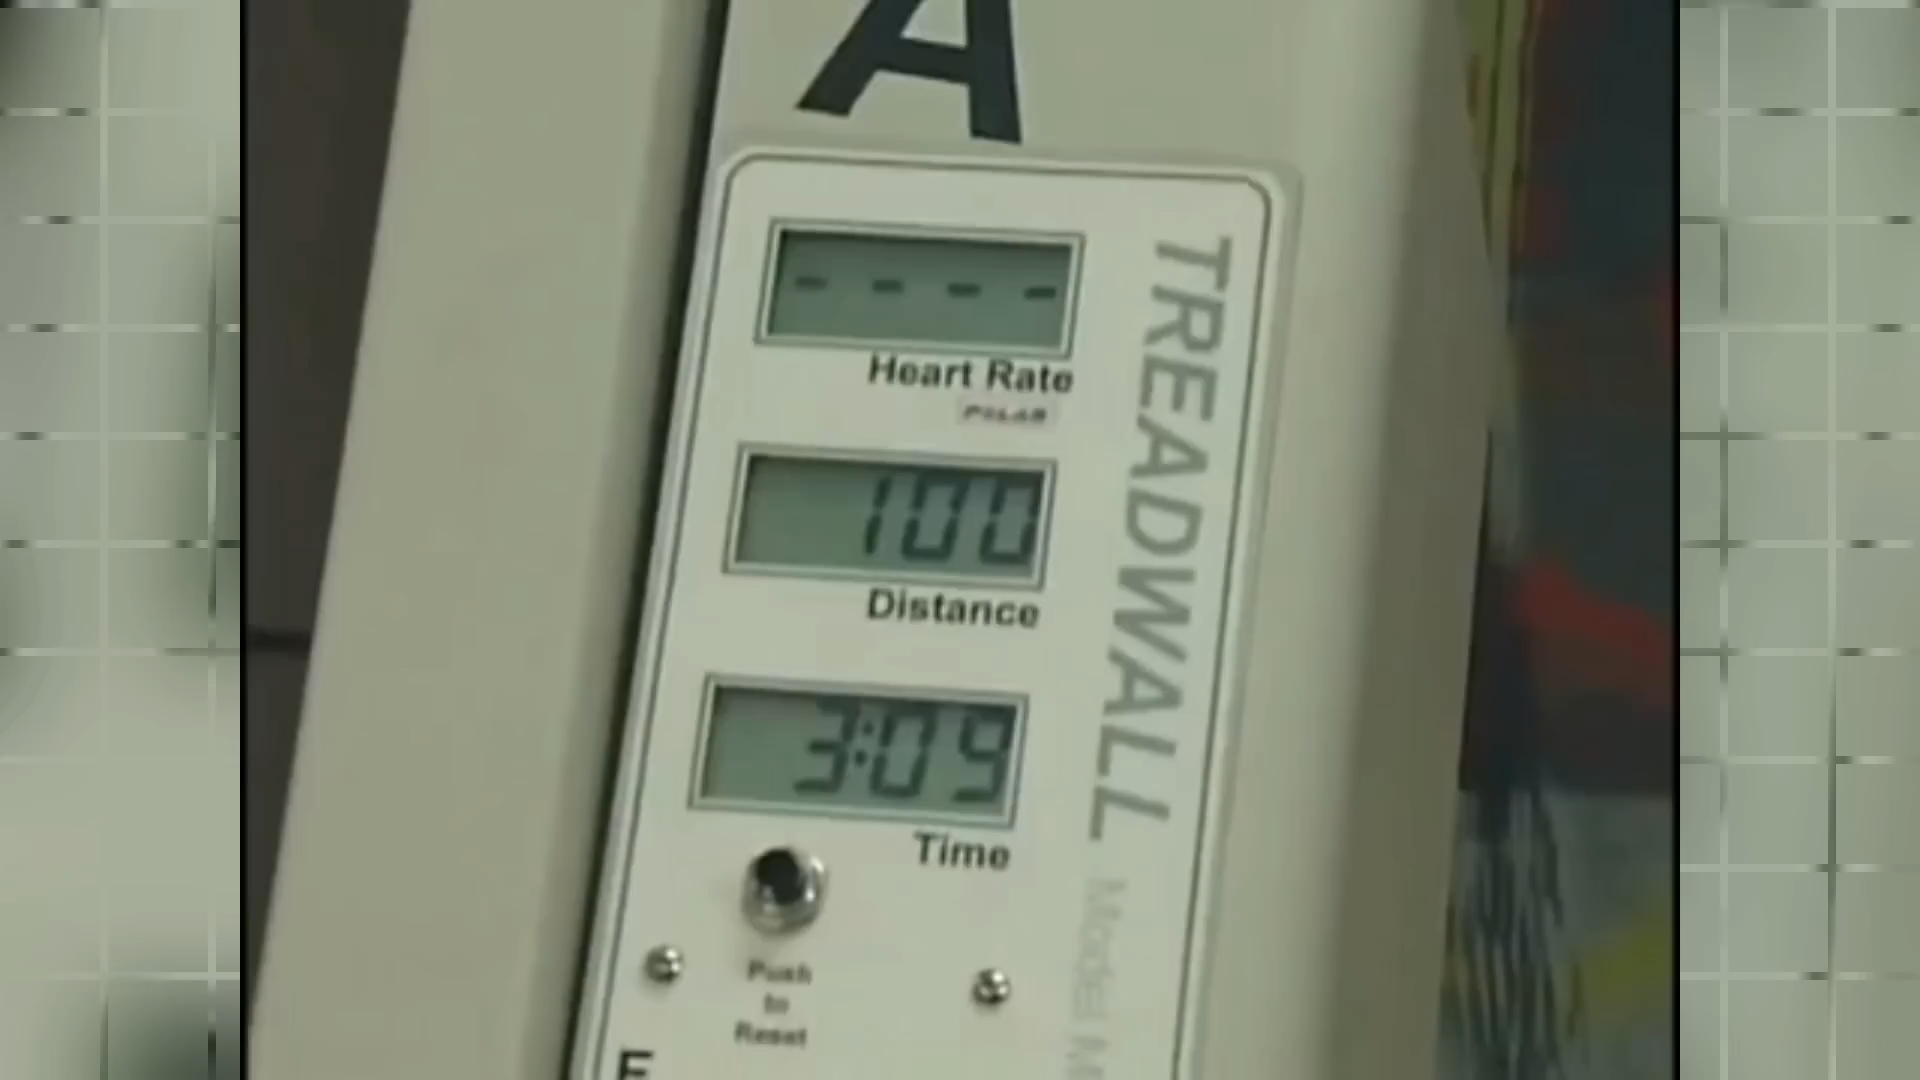 A
- - - -
Heart Rate
POLAR
100
Distance
3:09
Time
Push
to
Reset
TREADWALL Model M
E